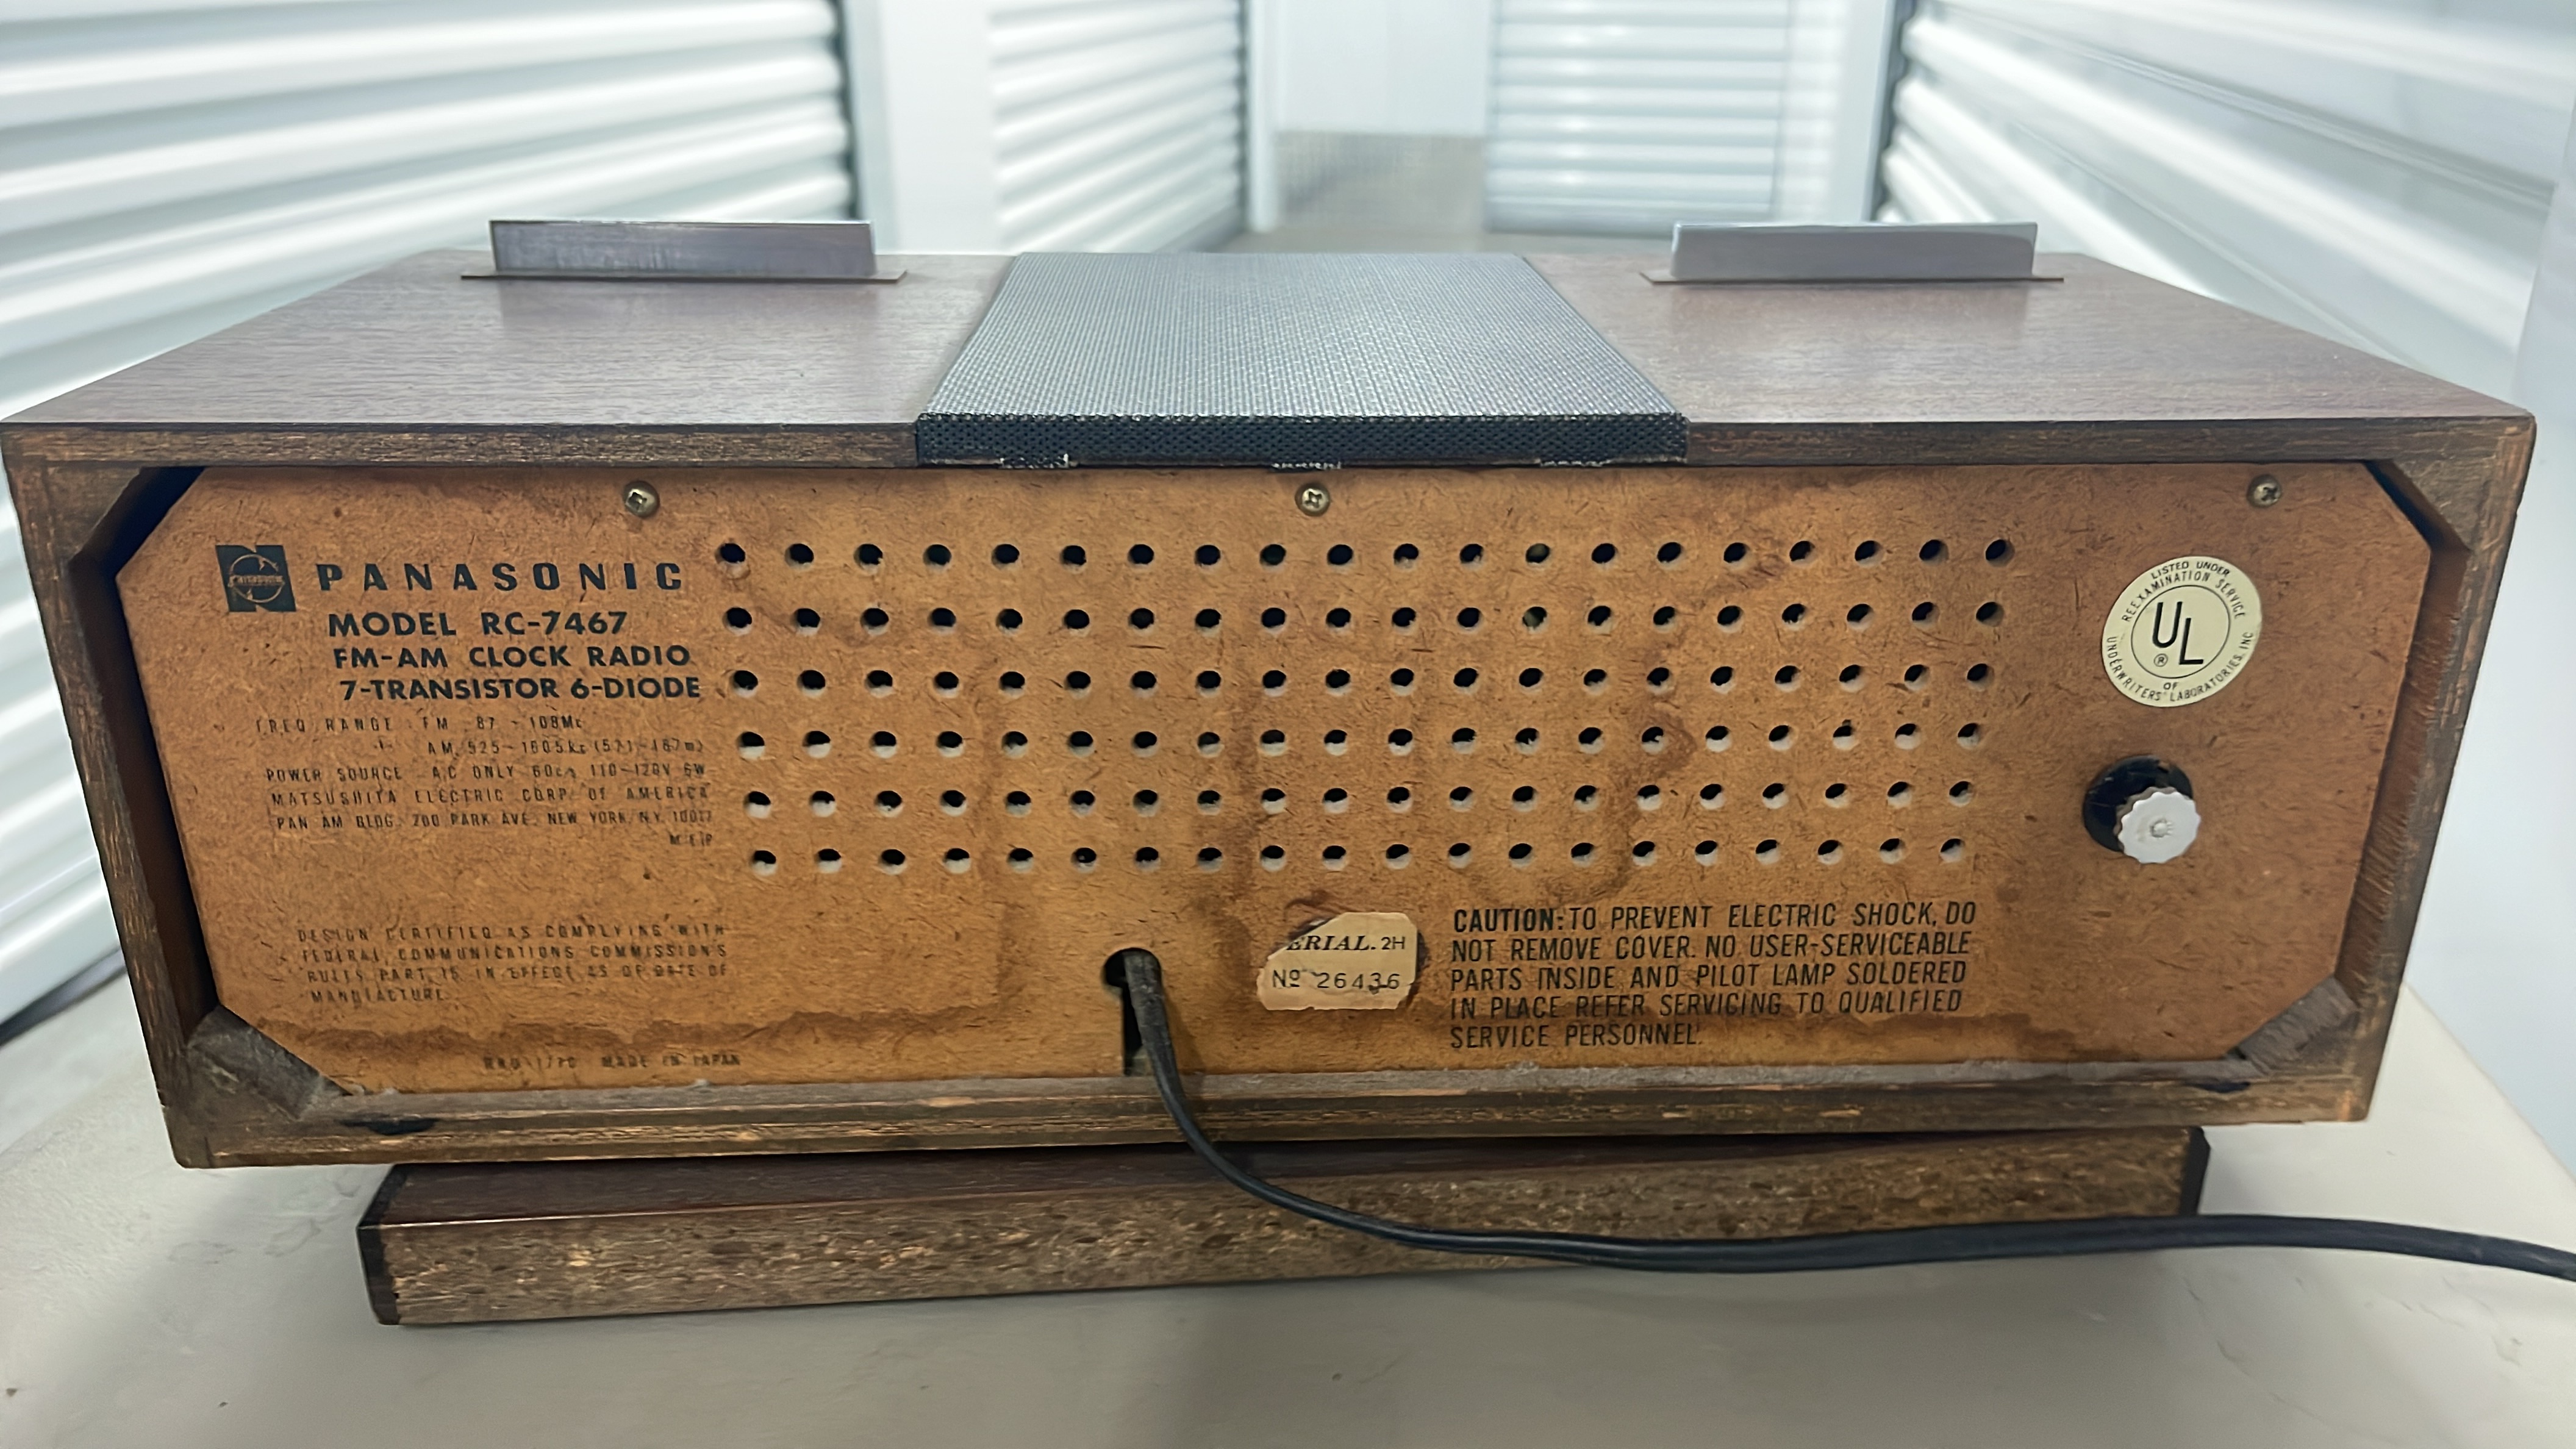 PANASONIC
MODEL RC-7467
FM-AM CLOCK RADIO
7-TRANSISTOR 6-DIODE
FREQ RANGE FM 87 - 108Mc
AM 525-1605kc (571-187m)
POWER SOURCE AC ONLY 60c/s 110-120V 6W
MATSUSHITA ELECTRIC CORP. OF AMERICA
PAN AM BLDG. 200 PARK AVE. NEW YORK, N.Y. 10017
DESIGN CERTIFIED AS COMPLYING WITH
FEDERAL COMMUNICATIONS COMMISSION'S
RULES PART 15 IN EFFECT AS OF DATE OF
MANUFACTURE.
MADE IN JAPAN
ERIAL. 2H
Nº 26436
CAUTION: TO PREVENT ELECTRIC SHOCK, DO
NOT REMOVE COVER. NO USER-SERVICEABLE
PARTS INSIDE AND PILOT LAMP SOLDERED
IN PLACE REFER SERVICING TO QUALIFIED
SERVICE PERSONNEL.
LISTED UNDER
REEXAMINATION SERVICE
UL
®
OF
UNDERWRITERS' LABORATORIES, INC